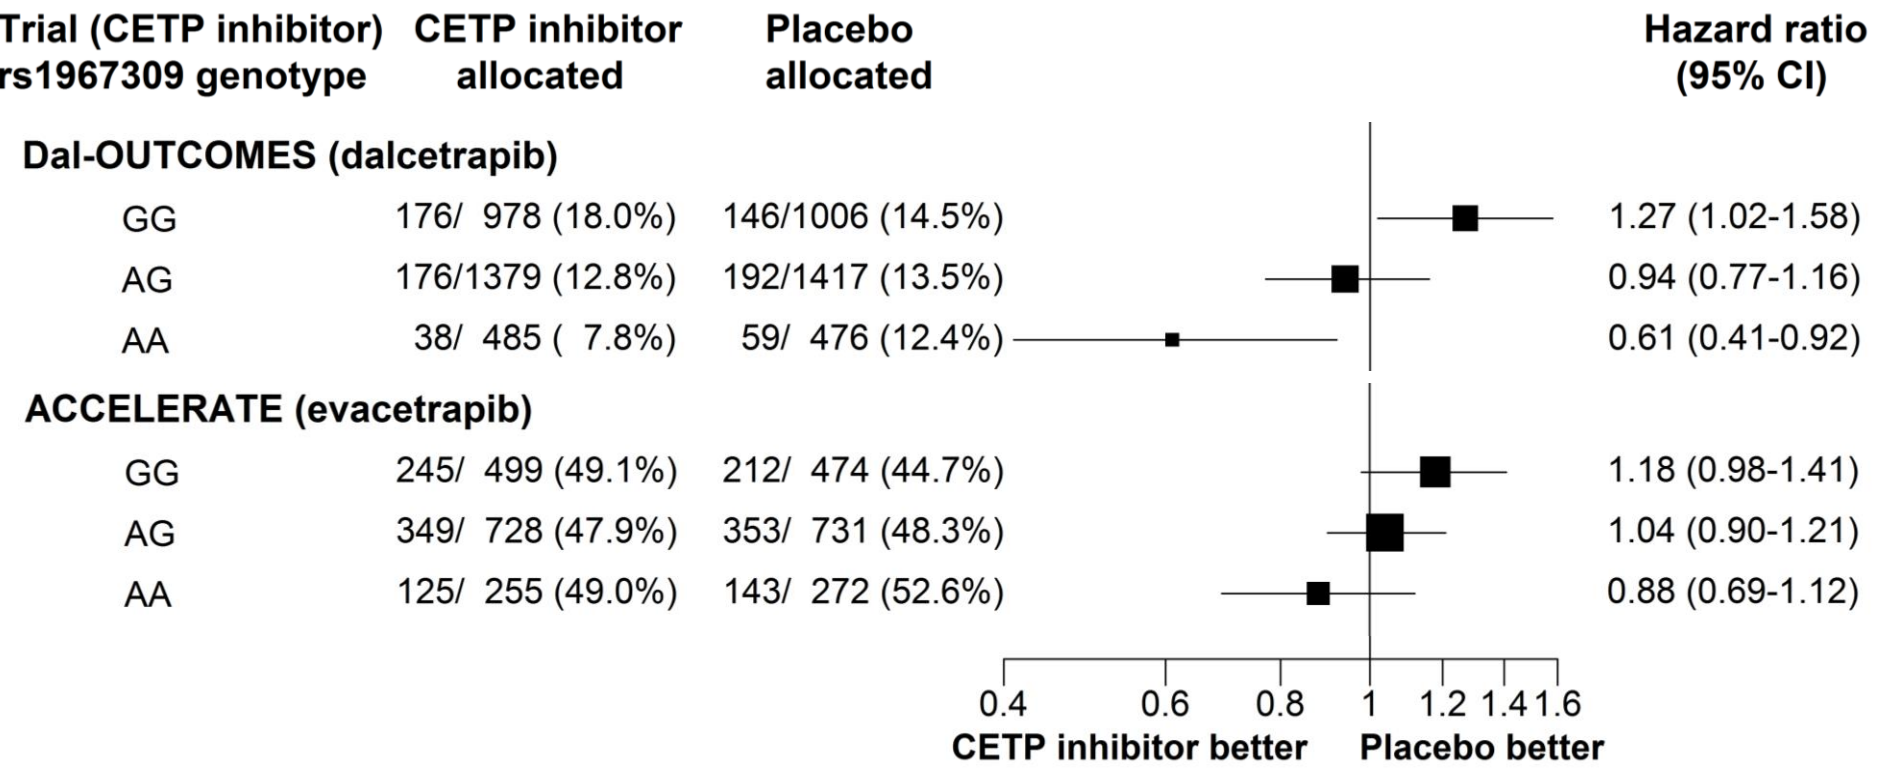 Trial (CETP inhibitor) CETP inhibitor Placebo Hazard ratio
rs1967309 genotype allocated allocated (95% CI)
Dal-OUTCOMES (dalcetrapib)
GG 176/ 978 (18.0%) 146/1006 (14.5%) 1.27 (1.02-1.58)
AG 176/1379 (12.8%) 192/1417 (13.5%) 0.94 (0.77-1.16)
AA 38/ 485 ( 7.8%) 59/ 476 (12.4%) 0.61 (0.41-0.92)
ACCELERATE (evacetrapib)
GG 245/ 499 (49.1%) 212/ 474 (44.7%) 1.18 (0.98-1.41)
AG 349/ 728 (47.9%) 353/ 731 (48.3%) 1.04 (0.90-1.21)
AA 125/ 255 (49.0%) 143/ 272 (52.6%) 0.88 (0.69-1.12)
0.4 0.6 0.8 1 1.2 1.4 1.6
CETP inhibitor better Placebo better